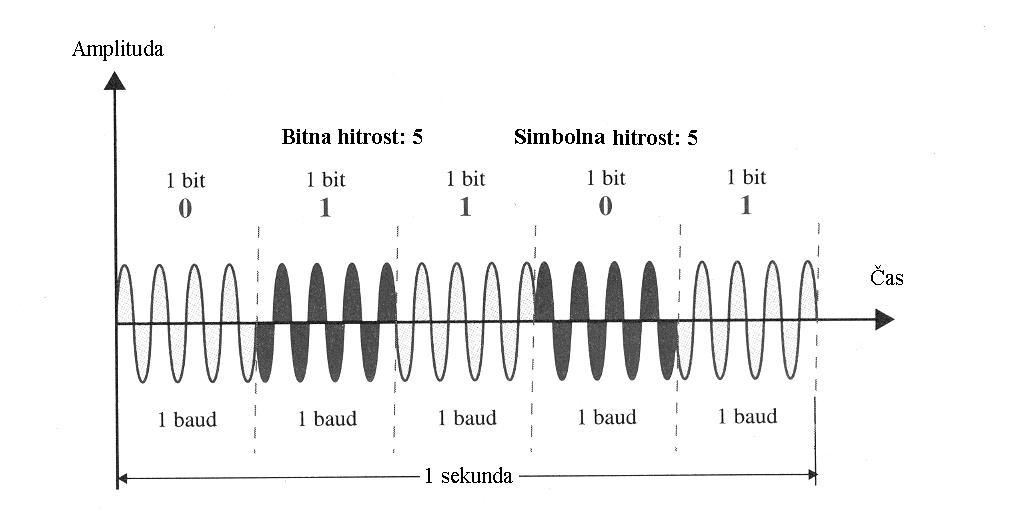 Amplituda
Bitna hitrost: 5 Simbolna hitrost: 5
1 bit 1 bit 1 bit 1 bit 1 bit
0 1 1 0 1
Čas
1 baud 1 baud 1 baud 1 baud 1 baud
1 sekunda